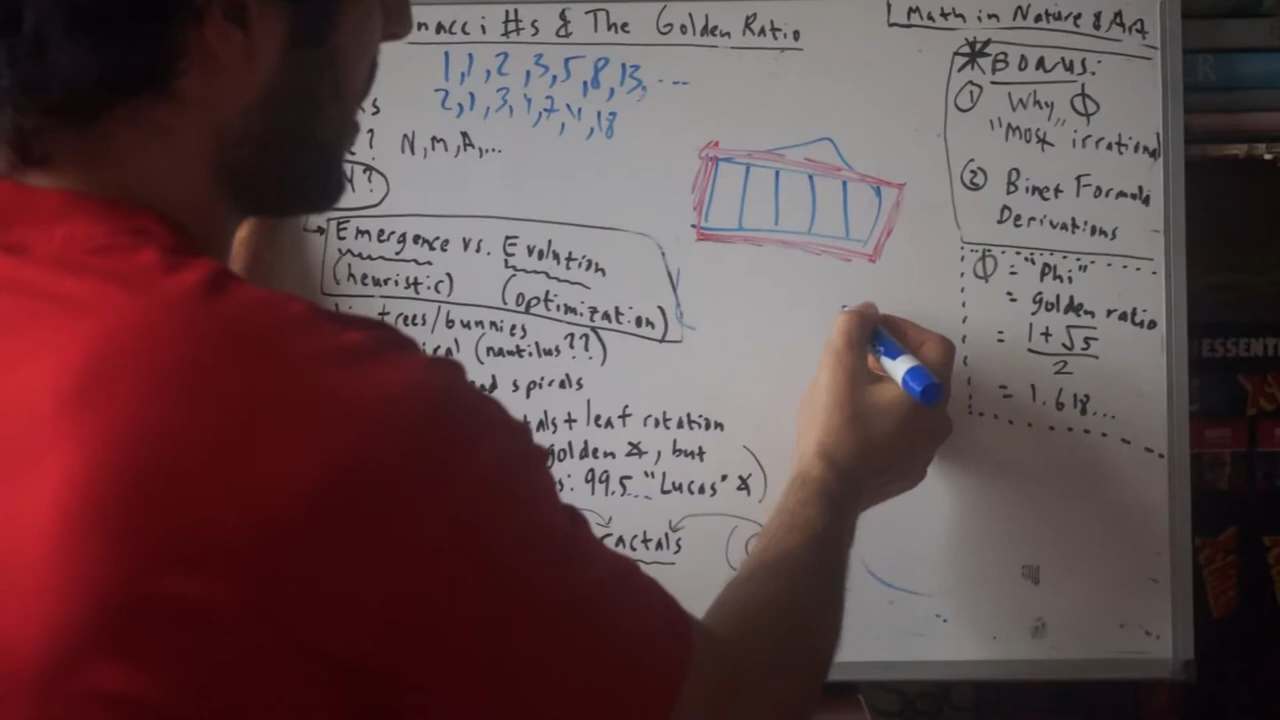 nacci #s & The Golden Ratio
1, 1, 2, 3, 5, 8, 13, ...
2, 1, 3, 4, 7, 11, 18
? N, M, A, ...
?
Emergence vs. Evolution
(heuristic) (optimization)
trees/bunnies
(nautilus??)
spirals
+ leaf rotation
golden ∡, but
: 99.5... "Lucas" ∡)
ractals
Math in Nature & Art
* BONUS:
① Why Φ
"most" irrational
② Binet Formula
Derivations
Φ = "Phi"
= golden ratio
= 1 + √5
2
= 1.618...
R
ESSENTI